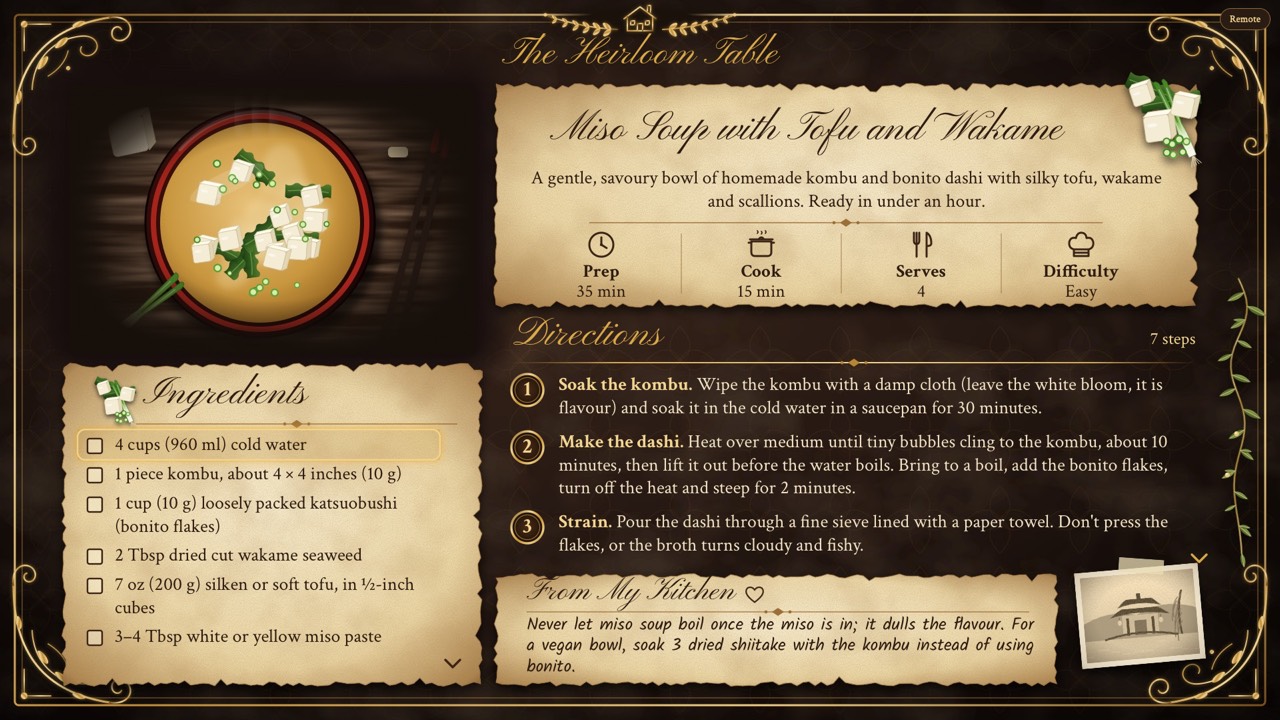 Remote
The Heirloom Table
Miso Soup with Tofu and Wakame
A gentle, savoury bowl of homemade kombu and bonito dashi with silky tofu, wakame
and scallions. Ready in under an hour.
Prep
35 min
Cook
15 min
Serves
4
Difficulty
Easy
Ingredients
4 cups (960 ml) cold water
1 piece kombu, about 4 × 4 inches (10 g)
1 cup (10 g) loosely packed katsuobushi
(bonito flakes)
2 Tbsp dried cut wakame seaweed
7 oz (200 g) silken or soft tofu, in ½-inch
cubes
3–4 Tbsp white or yellow miso paste
Directions
7 steps
1 Soak the kombu. Wipe the kombu with a damp cloth (leave the white bloom, it is
flavour) and soak it in the cold water in a saucepan for 30 minutes.
2 Make the dashi. Heat over medium until tiny bubbles cling to the kombu, about 10
minutes, then lift it out before the water boils. Bring to a boil, add the bonito flakes,
turn off the heat and steep for 2 minutes.
3 Strain. Pour the dashi through a fine sieve lined with a paper towel. Don't press the
flakes, or the broth turns cloudy and fishy.
From My Kitchen
Never let miso soup boil once the miso is in; it dulls the flavour. For
a vegan bowl, soak 3 dried shiitake with the kombu instead of using
bonito.